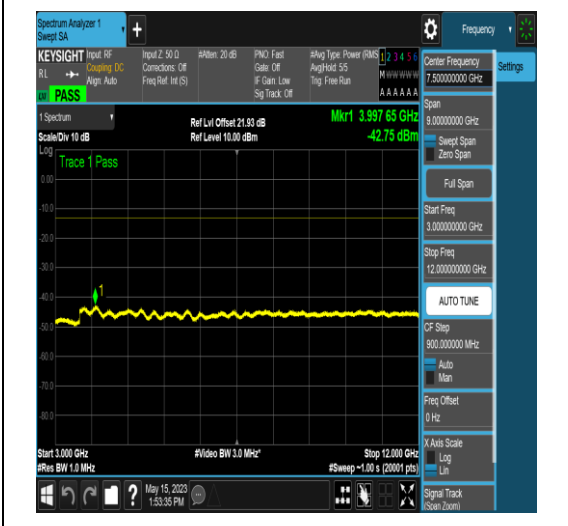 Spectrum Analyzer 1
Swept SA
+
Frequency
KEYSIGHT
RL
PASS
Input: RF
Coupling: DC
Align: Auto
Input Z: 50 Ω
Corrections: Off
Freq Ref: Int (S)
#Atten: 20 dB
PNO: Fast
Gate: Off
IF Gain: Low
Sig Track: Off
#Avg Type: Power (RMS
Avg|Hold: 5/5
Trig: Free Run
1 2 3 4 5 6
M W W W W W
A A A A A A
1 Spectrum
Scale/Div 10 dB
Ref Lvl Offset 21.93 dB
Ref Level 10.00 dBm
Mkr1 3.997 65 GHz
-42.75 dBm
Log
Trace 1 Pass
0.00
-10.0
-20.0
-30.0
-40.0
-50.0
-60.0
-70.0
-80.0
1
Start 3.000 GHz
#Res BW 1.0 MHz
#Video BW 3.0 MHz*
Stop 12.000 GHz
#Sweep ~1.00 s (20001 pts)
Center Frequency
7.500000000 GHz
Settings
Span
9.00000000 GHz
Swept Span
Zero Span
Full Span
Start Freq
3.000000000 GHz
Stop Freq
12.000000000 GHz
AUTO TUNE
CF Step
900.000000 MHz
Auto
Man
Freq Offset
0 Hz
X Axis Scale
Log
Lin
Signal Track
(Span Zoom)
?
May 15, 2023
1:53:35 PM